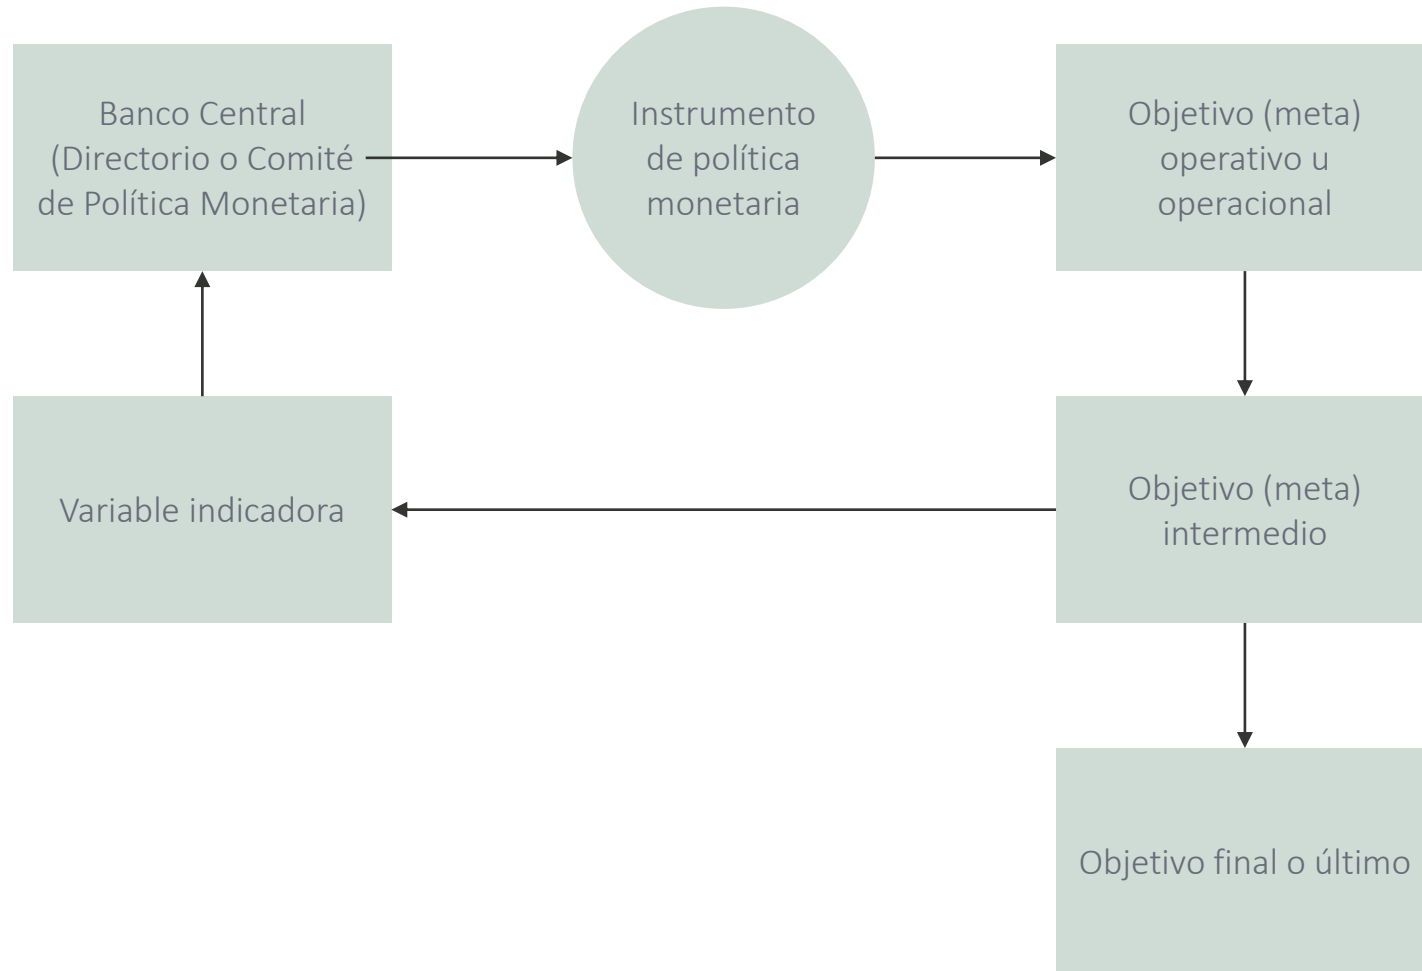 Banco Central
(Directorio o Comité
de Política Monetaria)
Instrumento
de política
monetaria
Objetivo (meta)
operativo u
operacional
Variable indicadora
Objetivo (meta)
intermedio
Objetivo final o último